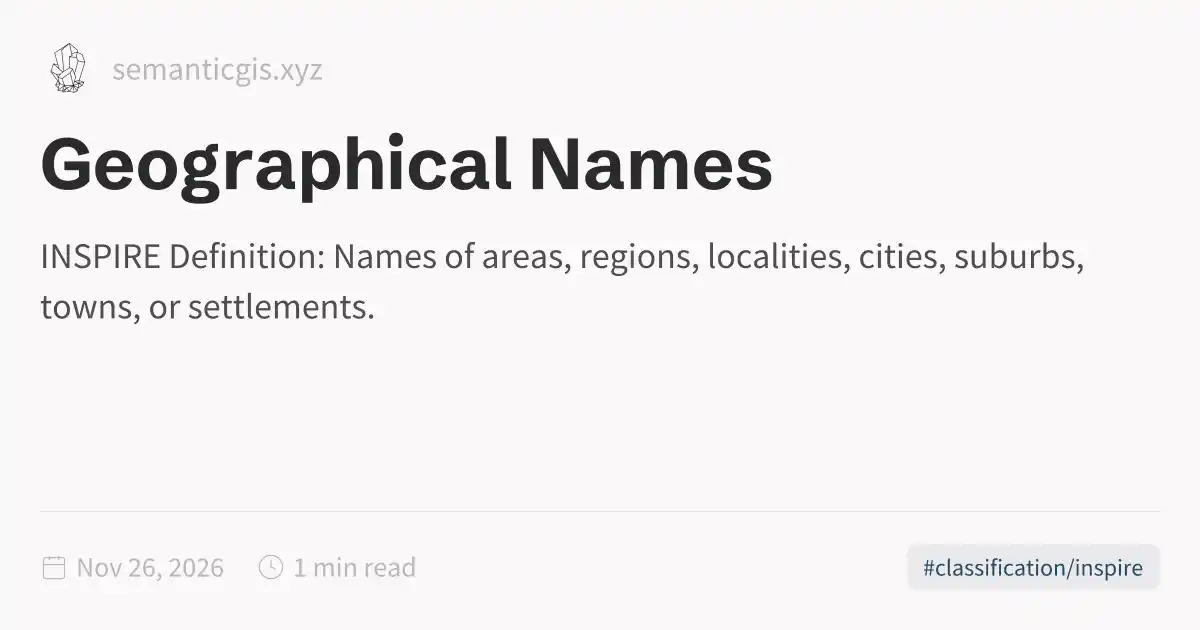 semanticgis.xyz
Geographical Names
INSPIRE Definition: Names of areas, regions, localities, cities, suburbs,
towns, or settlements.
Nov 26, 2026 1 min read #classification/inspire